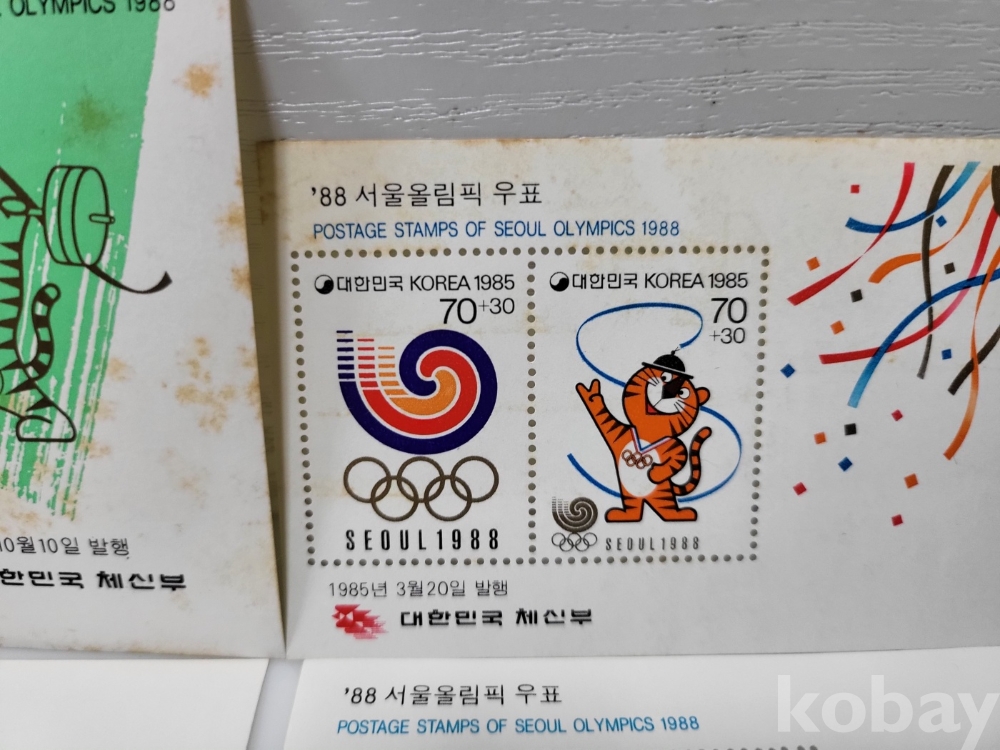 OLYMPICS 1988
10월10일 발행
한민국 체신부
'88 서울올림픽 우표
POSTAGE STAMPS OF SEOUL OLYMPICS 1988
대한민국 KOREA 1985
70+30
SEOUL1988
대한민국 KOREA 1985
70
+30
SEOUL1988
1985년 3월20일 발행
대한민국 체신부
'88 서울올림픽 우표
POSTAGE STAMPS OF SEOUL OLYMPICS 1988
kobay